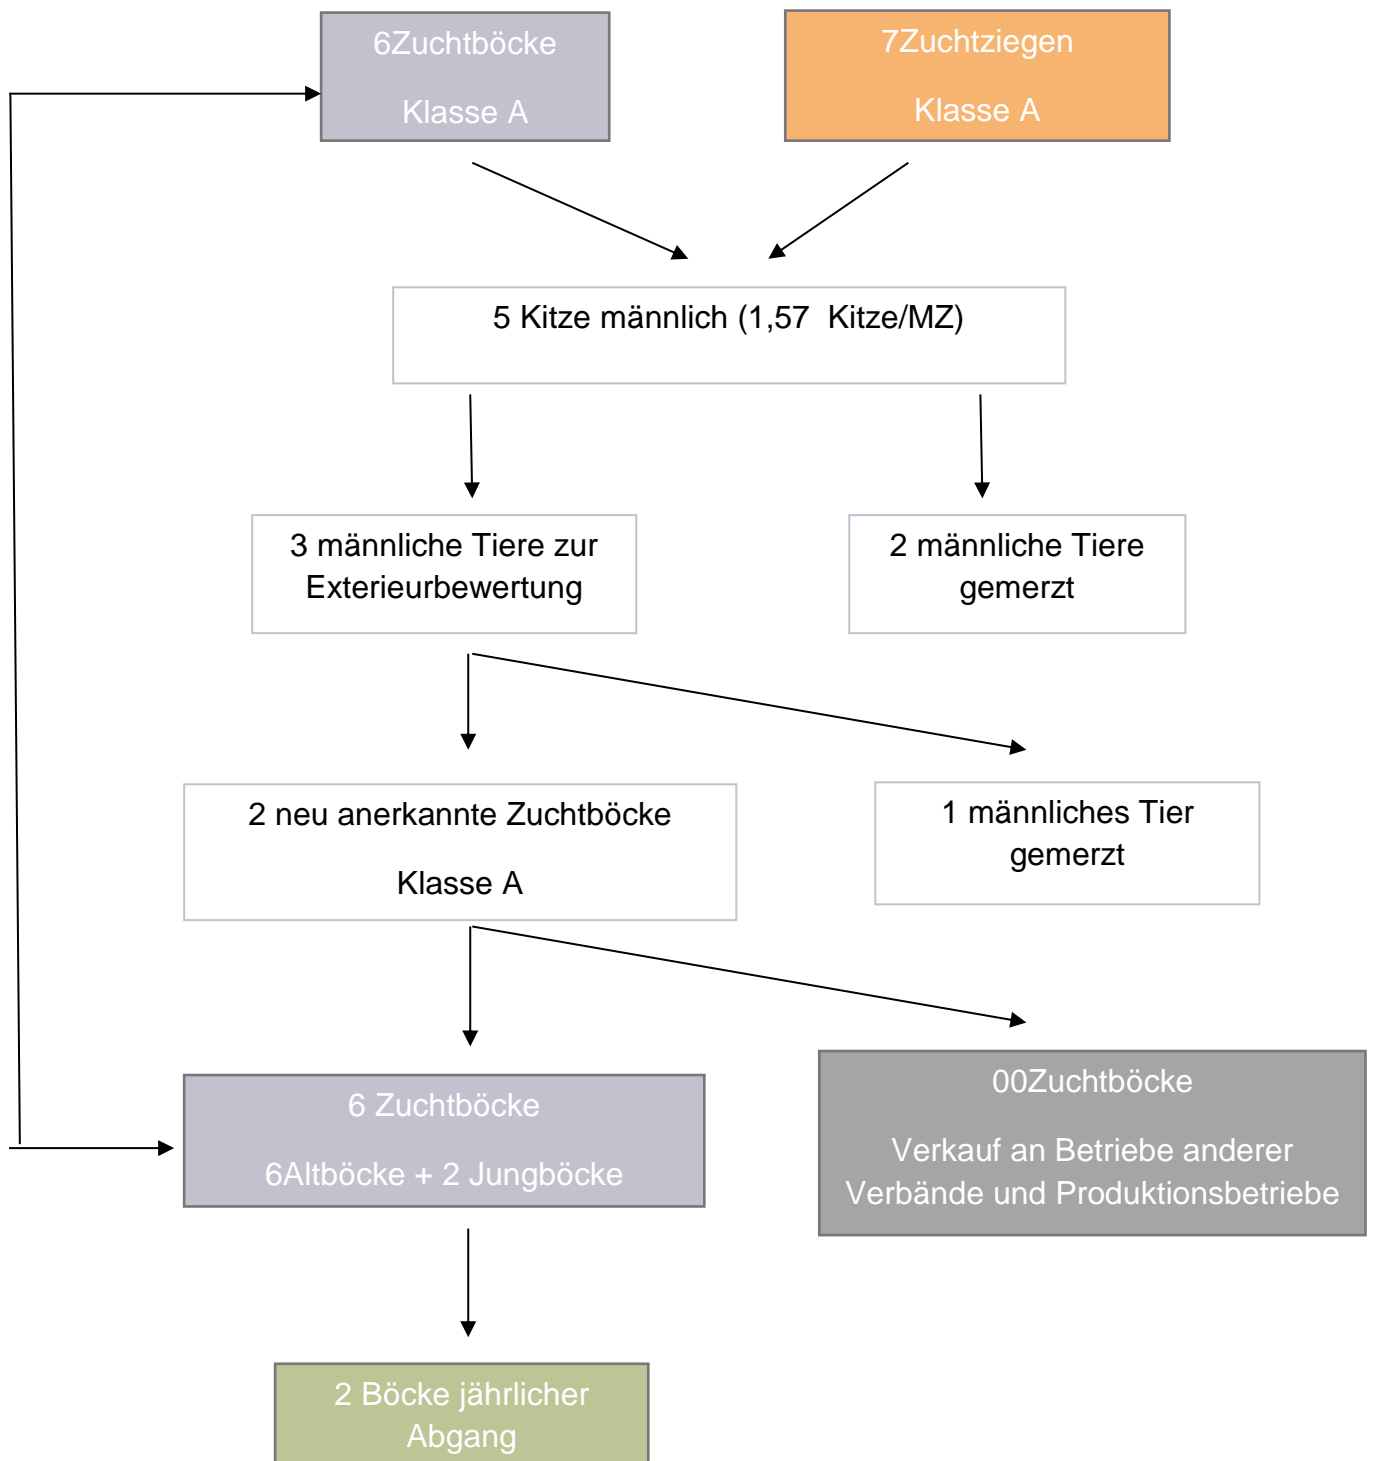 6Zuchtböcke
Klasse A
7Zuchtziegen
Klasse A
5 Kitze männlich (1,57  Kitze/MZ)
3 männliche Tiere zur
Exterieurbewertung
2 männliche Tiere
gemerzt
2 neu anerkannte Zuchtböcke
Klasse A
1 männliches Tier
gemerzt
6 Zuchtböcke
6Altböcke + 2 Jungböcke
00Zuchtböcke
Verkauf an Betriebe anderer
Verbände und Produktionsbetriebe
2 Böcke jährlicher
Abgang